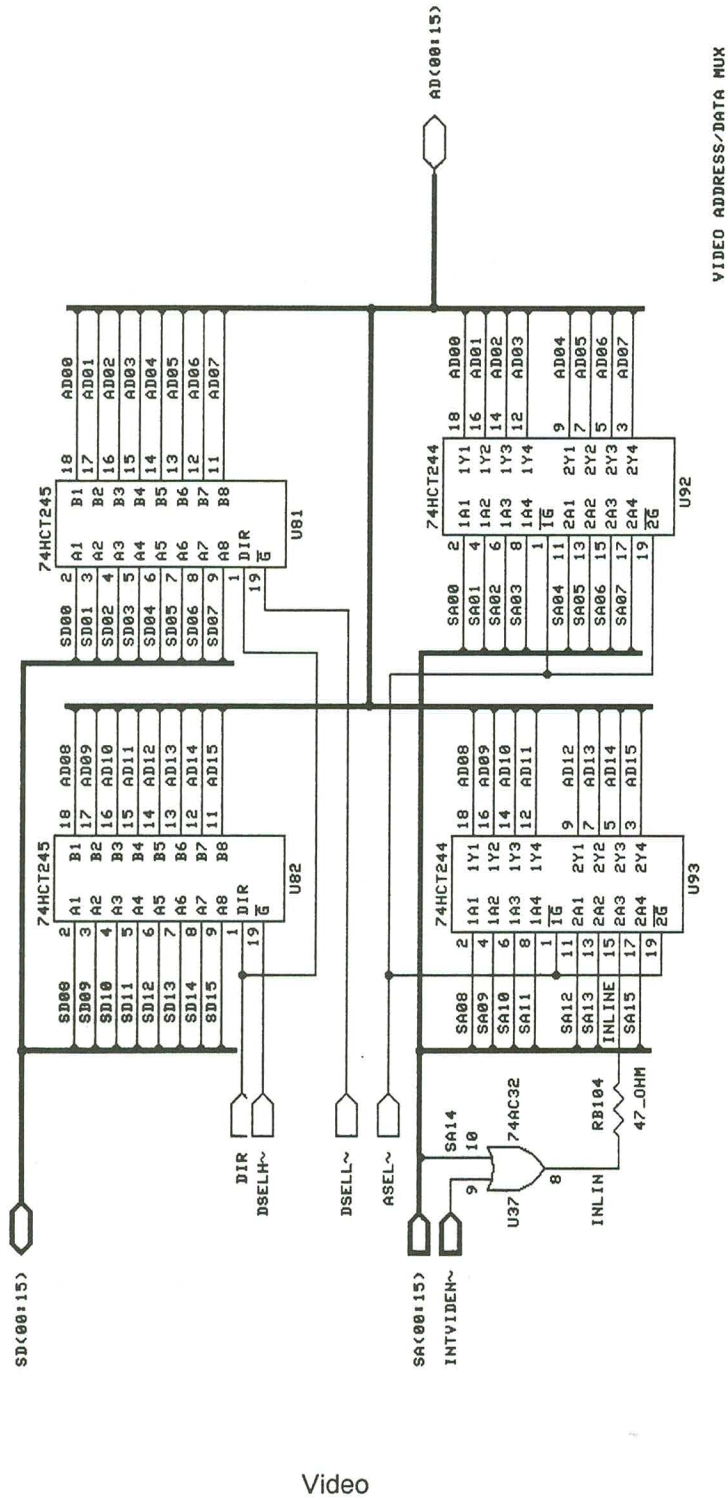 SD(00:15)
74HCT245
SD08 2 A1 B1 18 AD08
SD09 3 A2 B2 17 AD09
SD10 4 A3 B3 16 AD10
SD11 5 A4 B4 15 AD11
SD12 6 A5 B5 14 AD12
SD13 7 A6 B6 13 AD13
SD14 8 A7 B7 12 AD14
SD15 9 A8 B8 11 AD15
1 DIR
19 G
U82
74HCT245
SD00 2 A1 B1 18 AD00
SD01 3 A2 B2 17 AD01
SD02 4 A3 B3 16 AD02
SD03 5 A4 B4 15 AD03
SD04 6 A5 B5 14 AD04
SD05 7 A6 B6 13 AD05
SD06 8 A7 B7 12 AD06
SD07 9 A8 B8 11 AD07
1 DIR
19 G
U81
DIR
DSELH~
DSELL~
ASEL~
AD(00:15)
SA(00:15)
INTVIDEN~
SA14
9 10
U37 74AC32
8
INLIN
RB104
47_OHM
74HCT244
SA08 2 1A1 1Y1 18 AD08
SA09 4 1A2 1Y2 16 AD09
SA10 6 1A3 1Y3 14 AD10
SA11 8 1A4 1Y4 12 AD11
1 1G
SA12 11 2A1 2Y1 9 AD12
SA13 13 2A2 2Y2 7 AD13
INLINE 15 2A3 2Y3 5 AD14
SA15 17 2A4 2Y4 3 AD15
19 2G
U93
74HCT244
SA00 2 1A1 1Y1 18 AD00
SA01 4 1A2 1Y2 16 AD01
SA02 6 1A3 1Y3 14 AD02
SA03 8 1A4 1Y4 12 AD03
1 1G
SA04 11 2A1 2Y1 9 AD04
SA05 13 2A2 2Y2 7 AD05
SA06 15 2A3 2Y3 5 AD06
SA07 17 2A4 2Y4 3 AD07
19 2G
U92
VIDEO ADDRESS/DATA MUX
Video